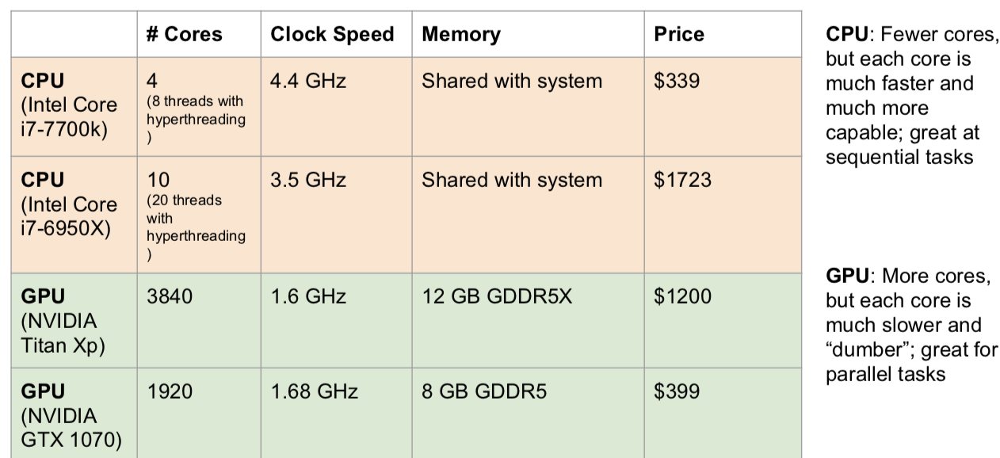 # Cores
Clock Speed
Memory
Price
CPU
(Intel Core
i7-7700k)
4
(8 threads with
hyperthreading
)
4.4 GHz
Shared with system
$339
CPU
(Intel Core
i7-6950X)
10
(20 threads
with
hyperthreading
)
3.5 GHz
Shared with system
$1723
GPU
(NVIDIA
Titan Xp)
3840
1.6 GHz
12 GB GDDR5X
$1200
GPU
(NVIDIA
GTX 1070)
1920
1.68 GHz
8 GB GDDR5
$399
CPU: Fewer cores,
but each core is
much faster and
much more
capable; great at
sequential tasks
GPU: More cores,
but each core is
much slower and
“dumber”; great for
parallel tasks